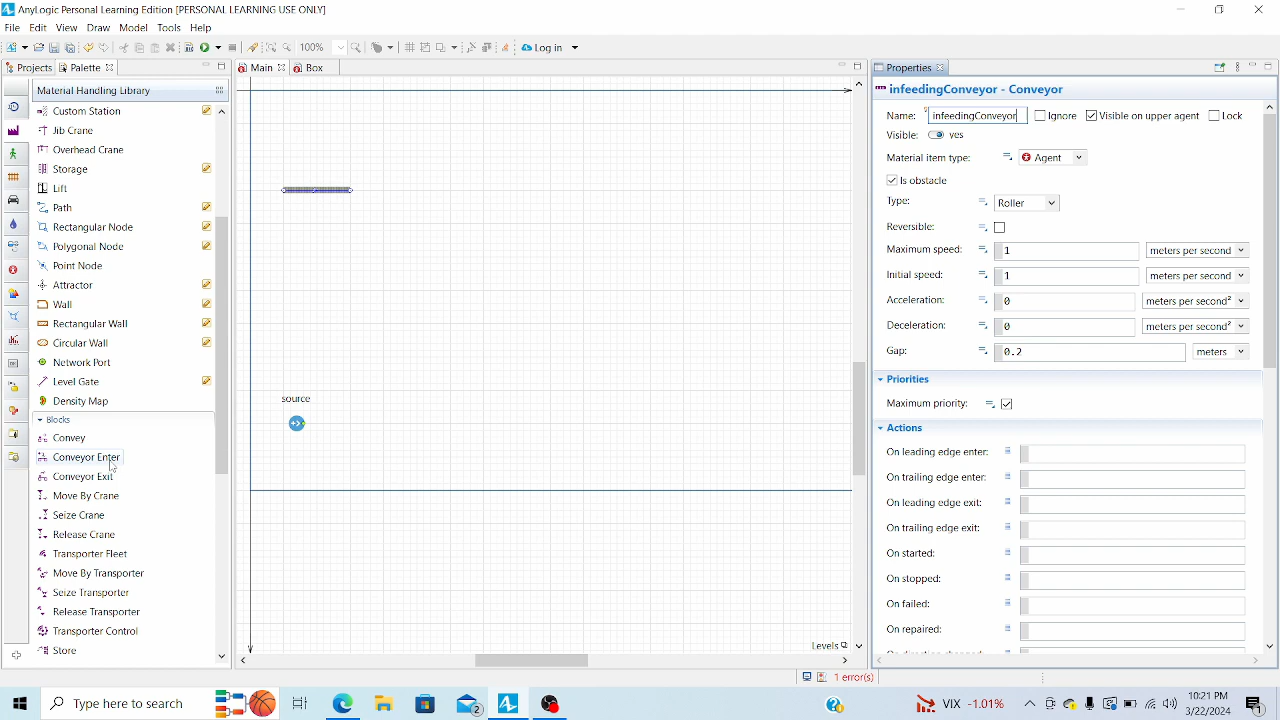 AnyLogic Personal Learning Edition [PERSONAL LEARNING USE ONLY]
File Edit View Draw Model Tools Help
100% Log in
Projects Palette Main Box Properties
Material Handling Library
Custom Station
Jib Crane
Overhead Crane
Storage
Lift
Path
Rectangular Node
Polygonal Node
Point Node
Attractor
Wall
Rectangular Wall
Circular Wall
Network Port
Level Gate
Density Map
Blocks
Convey
Conveyor Enter
Conveyor Exit
Move By Crane
Seize Crane
Release Crane
Transporter Fleet
Move By Transporter
Seize Transporter
Release Transporter
Transporter Control
Store
source
Levels
infeedingConveyor - Conveyor
Name: infeedingConveyor Ignore Visible on upper agent Lock
Visible: yes
Material item type: Agent
Is obstacle
Type: Roller
Reversible:
Maximum speed: 1 meters per second
Initial speed: 1 meters per second
Acceleration: 0 meters per second²
Deceleration: 0 meters per second²
Gap: 0.2 meters
Priorities
Maximum priority:
Actions
On leading edge enter:
On trailing edge enter:
On leading edge exit:
On trailing edge exit:
On started:
On stopped:
On failed:
On repaired:
1 error(s)
Type here to search
2
VIX -1.01%
10:21 PM
3/22/2024